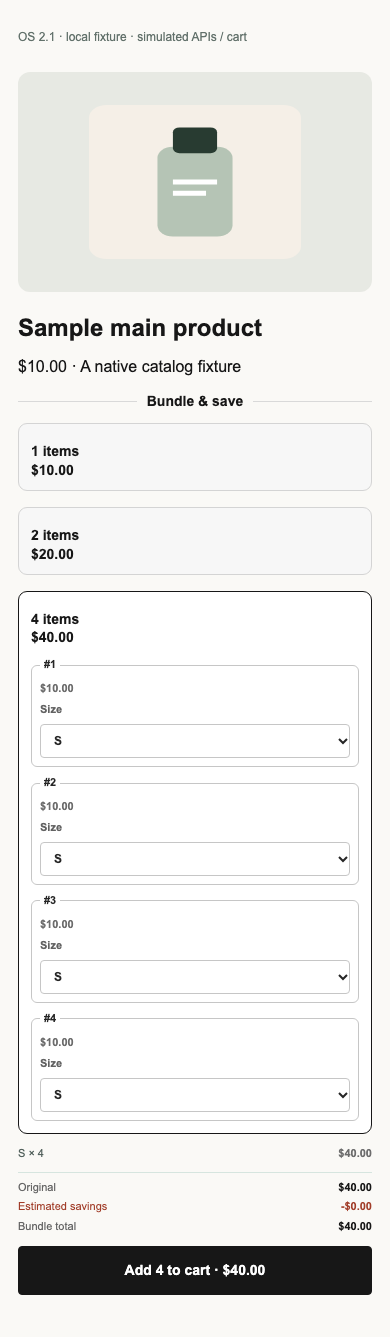 OS 2.1 · local fixture · simulated APIs / cart
Sample main product
$10.00 · A native catalog fixture
Bundle & save
1 items
$10.00
2 items
$20.00
4 items
$40.00
#1
$10.00
Size
S
#2
$10.00
Size
S
#3
$10.00
Size
S
#4
$10.00
Size
S
S × 4 $40.00
Original $40.00
Estimated savings -$0.00
Bundle total $40.00
Add 4 to cart · $40.00